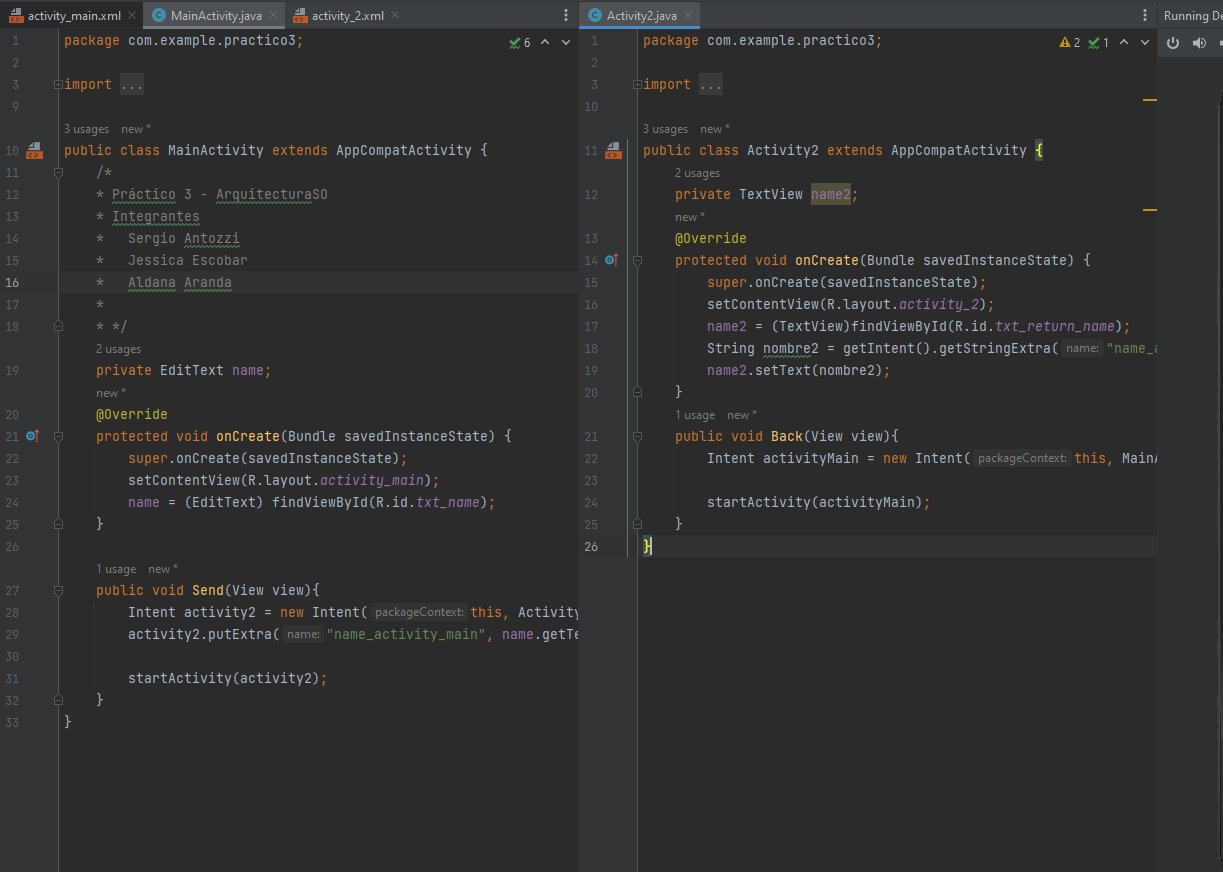 activity_main.xml MainActivity.java activity_2.xml
1 package com.example.practico3; 6
2
3 import ...
9
3 usages new *
10 public class MainActivity extends AppCompatActivity {
11 /*
12 * Práctico 3 - ArquitecturaSO
13 * Integrantes
14 * Sergio Antozzi
15 * Jessica Escobar
16 * Aldana Aranda
17 *
18 * */
2 usages
19 private EditText name;
new *
20 @Override
21 protected void onCreate(Bundle savedInstanceState) {
22 super.onCreate(savedInstanceState);
23 setContentView(R.layout.activity_main);
24 name = (EditText) findViewById(R.id.txt_name);
25 }
26
1 usage new *
27 public void Send(View view){
28 Intent activity2 = new Intent( packageContext: this, Activity
29 activity2.putExtra( name: "name_activity_main", name.getTe
30
31 startActivity(activity2);
32 }
33 }
Activity2.java
1 package com.example.practico3; 2 1
2
3 import ...
10
3 usages new *
11 public class Activity2 extends AppCompatActivity {
2 usages
12 private TextView name2;
new *
13 @Override
14 protected void onCreate(Bundle savedInstanceState) {
15 super.onCreate(savedInstanceState);
16 setContentView(R.layout.activity_2);
17 name2 = (TextView)findViewById(R.id.txt_return_name);
18 String nombre2 = getIntent().getStringExtra( name: "name_a
19 name2.setText(nombre2);
20 }
1 usage new *
21 public void Back(View view){
22 Intent activityMain = new Intent( packageContext: this, MainA
23
24 startActivity(activityMain);
25 }
26 }
Running De